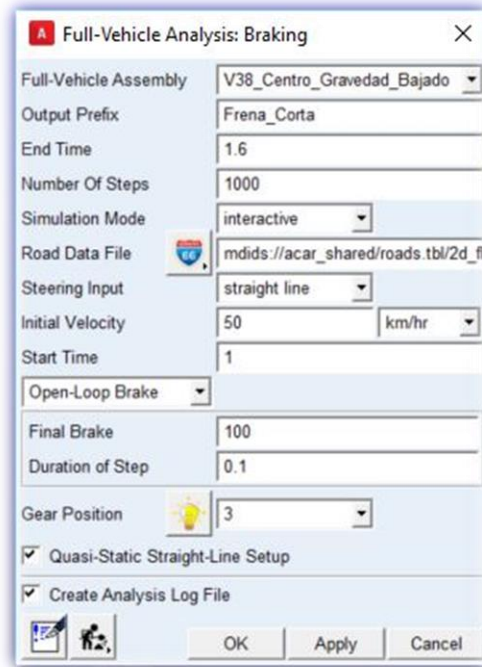 Full-Vehicle Analysis: Braking
Full-Vehicle Assembly V38_Centro_Gravedad_Bajado
Output Prefix Frena_Corta
End Time 1.6
Number Of Steps 1000
Simulation Mode interactive
Road Data File mdids://acar_shared/roads.tbl/2d_fl
Steering Input straight line
Initial Velocity 50 km/hr
Start Time 1
Open-Loop Brake
Final Brake 100
Duration of Step 0.1
Gear Position 3
Quasi-Static Straight-Line Setup
Create Analysis Log File
OK Apply Cancel